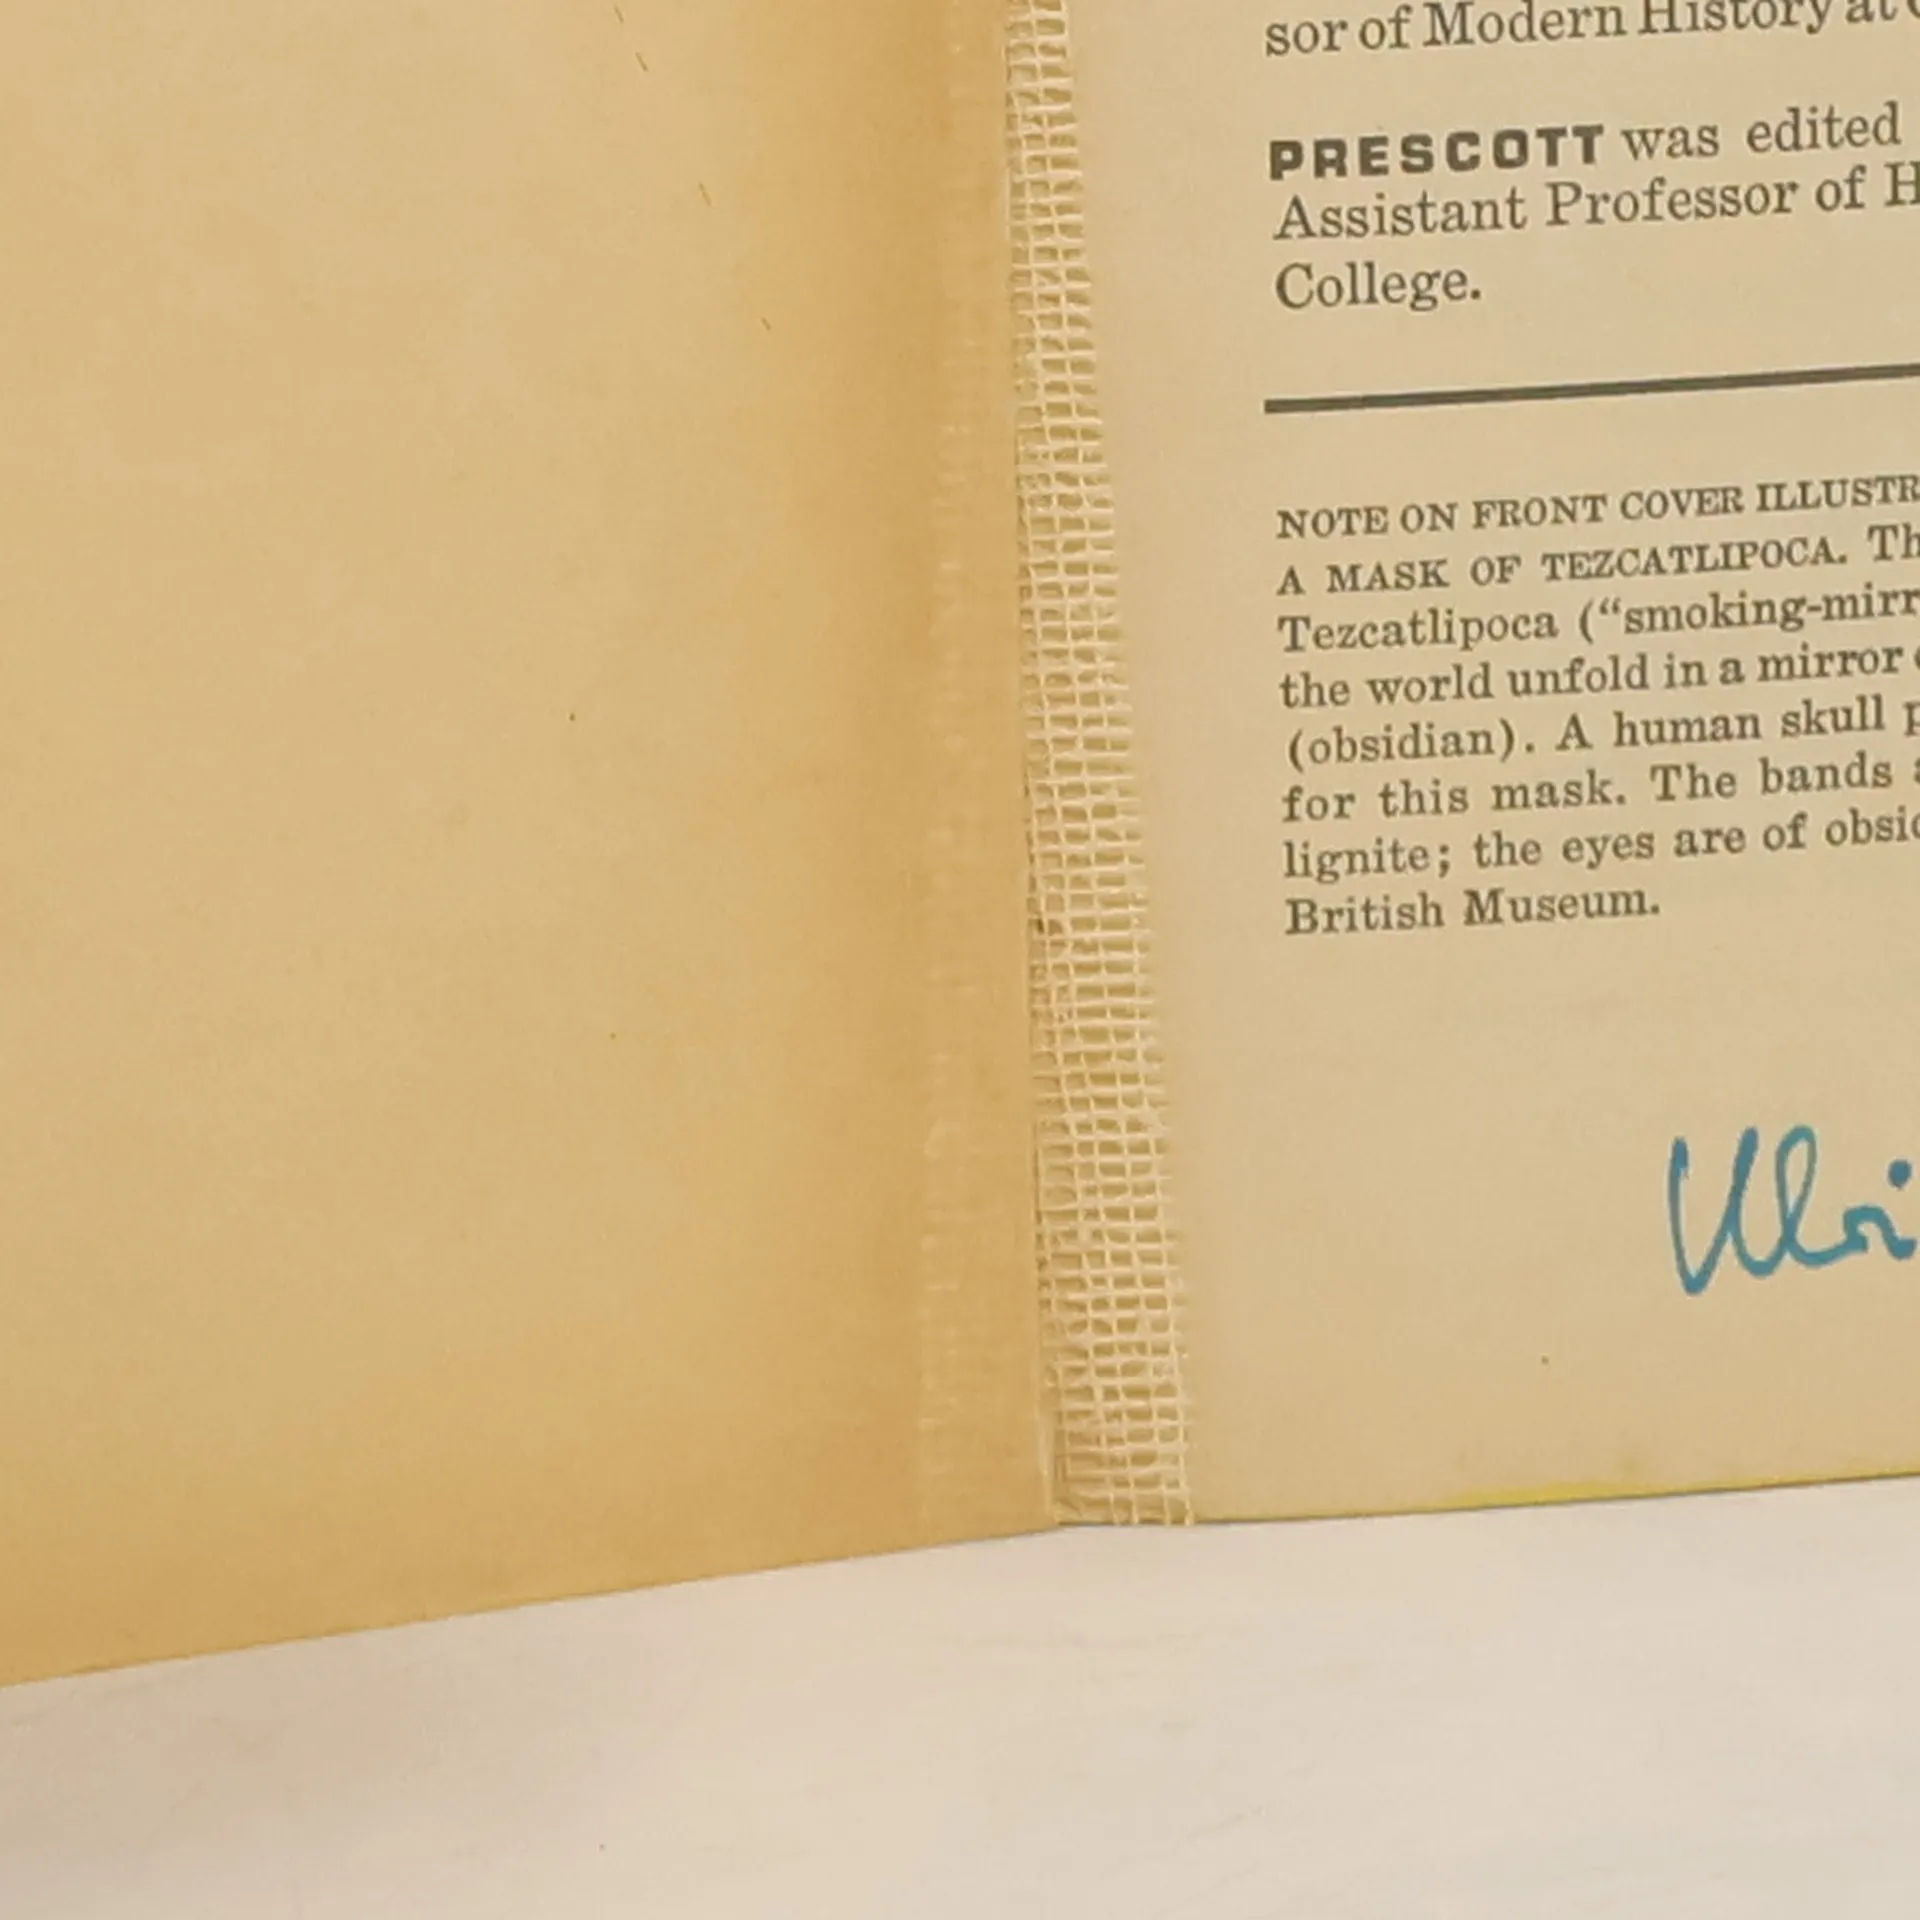 sor of Modern History at
PRESCOTT was edited
Assistant Professor of
College.
NOTE ON FRONT COVER
A MASK OF TEZCATLIPOCA.
Tezcatlipoca (“smoking-mirr
the world unfold in a mirror
(obsidian). A human skull
for this mask. The bands
lignite; the eyes are of
British Museum.